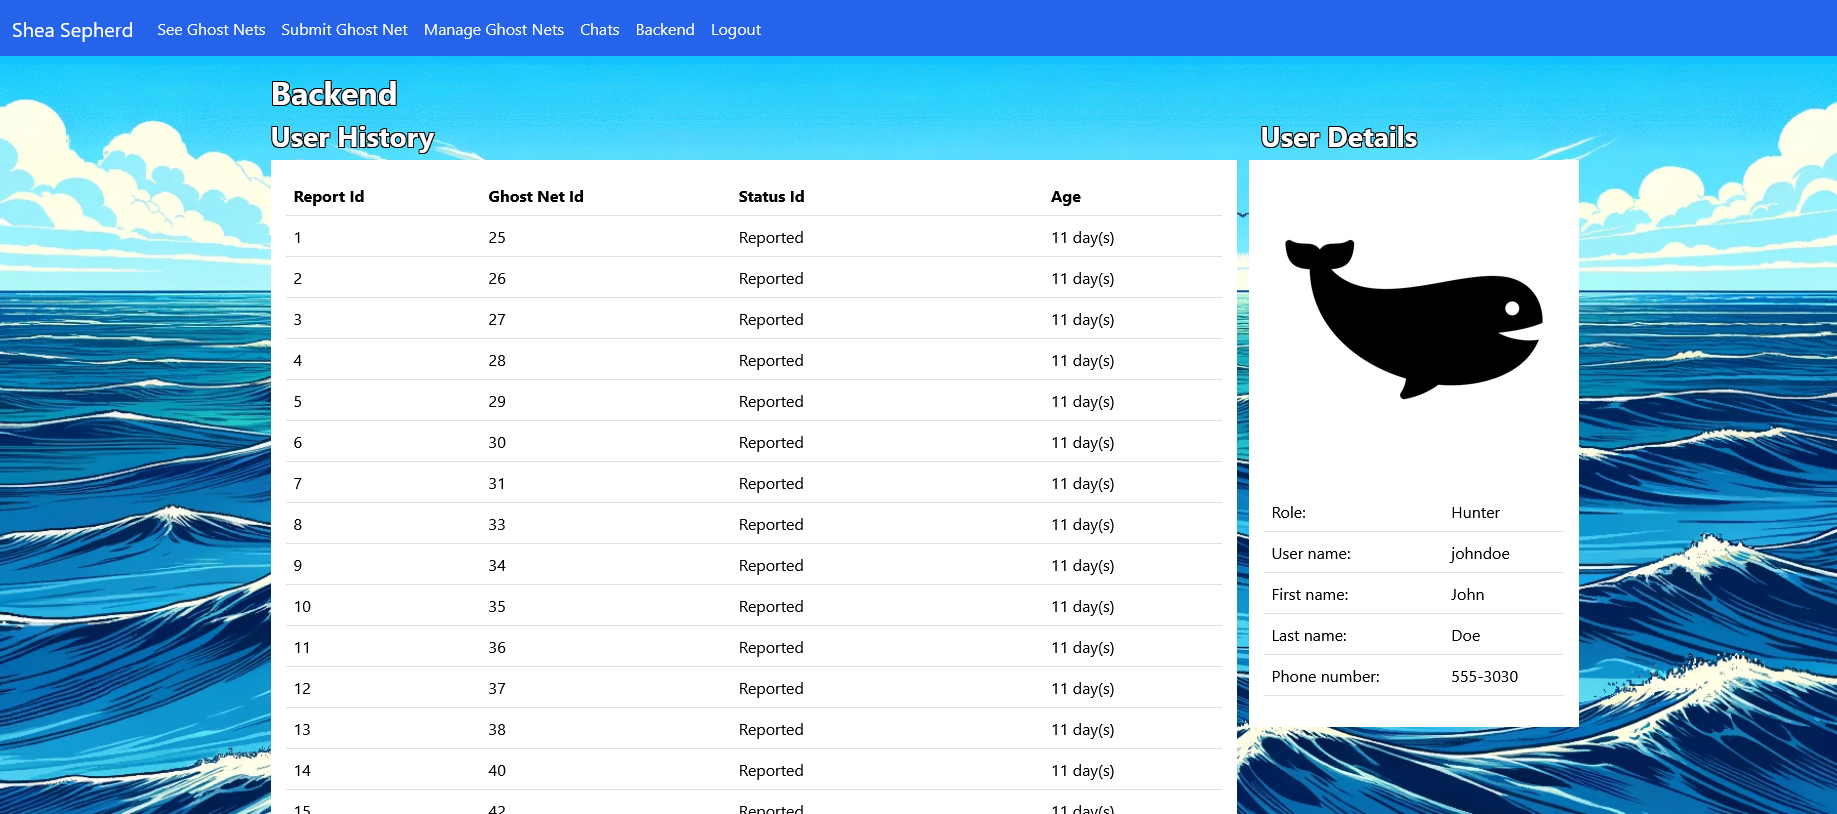 Shea Sepherd See Ghost Nets Submit Ghost Net Manage Ghost Nets Chats Backend Logout
Backend
User History
Report Id Ghost Net Id Status Id Age
1 25 Reported 11 day(s)
2 26 Reported 11 day(s)
3 27 Reported 11 day(s)
4 28 Reported 11 day(s)
5 29 Reported 11 day(s)
6 30 Reported 11 day(s)
7 31 Reported 11 day(s)
8 33 Reported 11 day(s)
9 34 Reported 11 day(s)
10 35 Reported 11 day(s)
11 36 Reported 11 day(s)
12 37 Reported 11 day(s)
13 38 Reported 11 day(s)
14 40 Reported 11 day(s)
15 42 Reported 11 day(s)
User Details
Role: Hunter
User name: johndoe
First name: John
Last name: Doe
Phone number: 555-3030